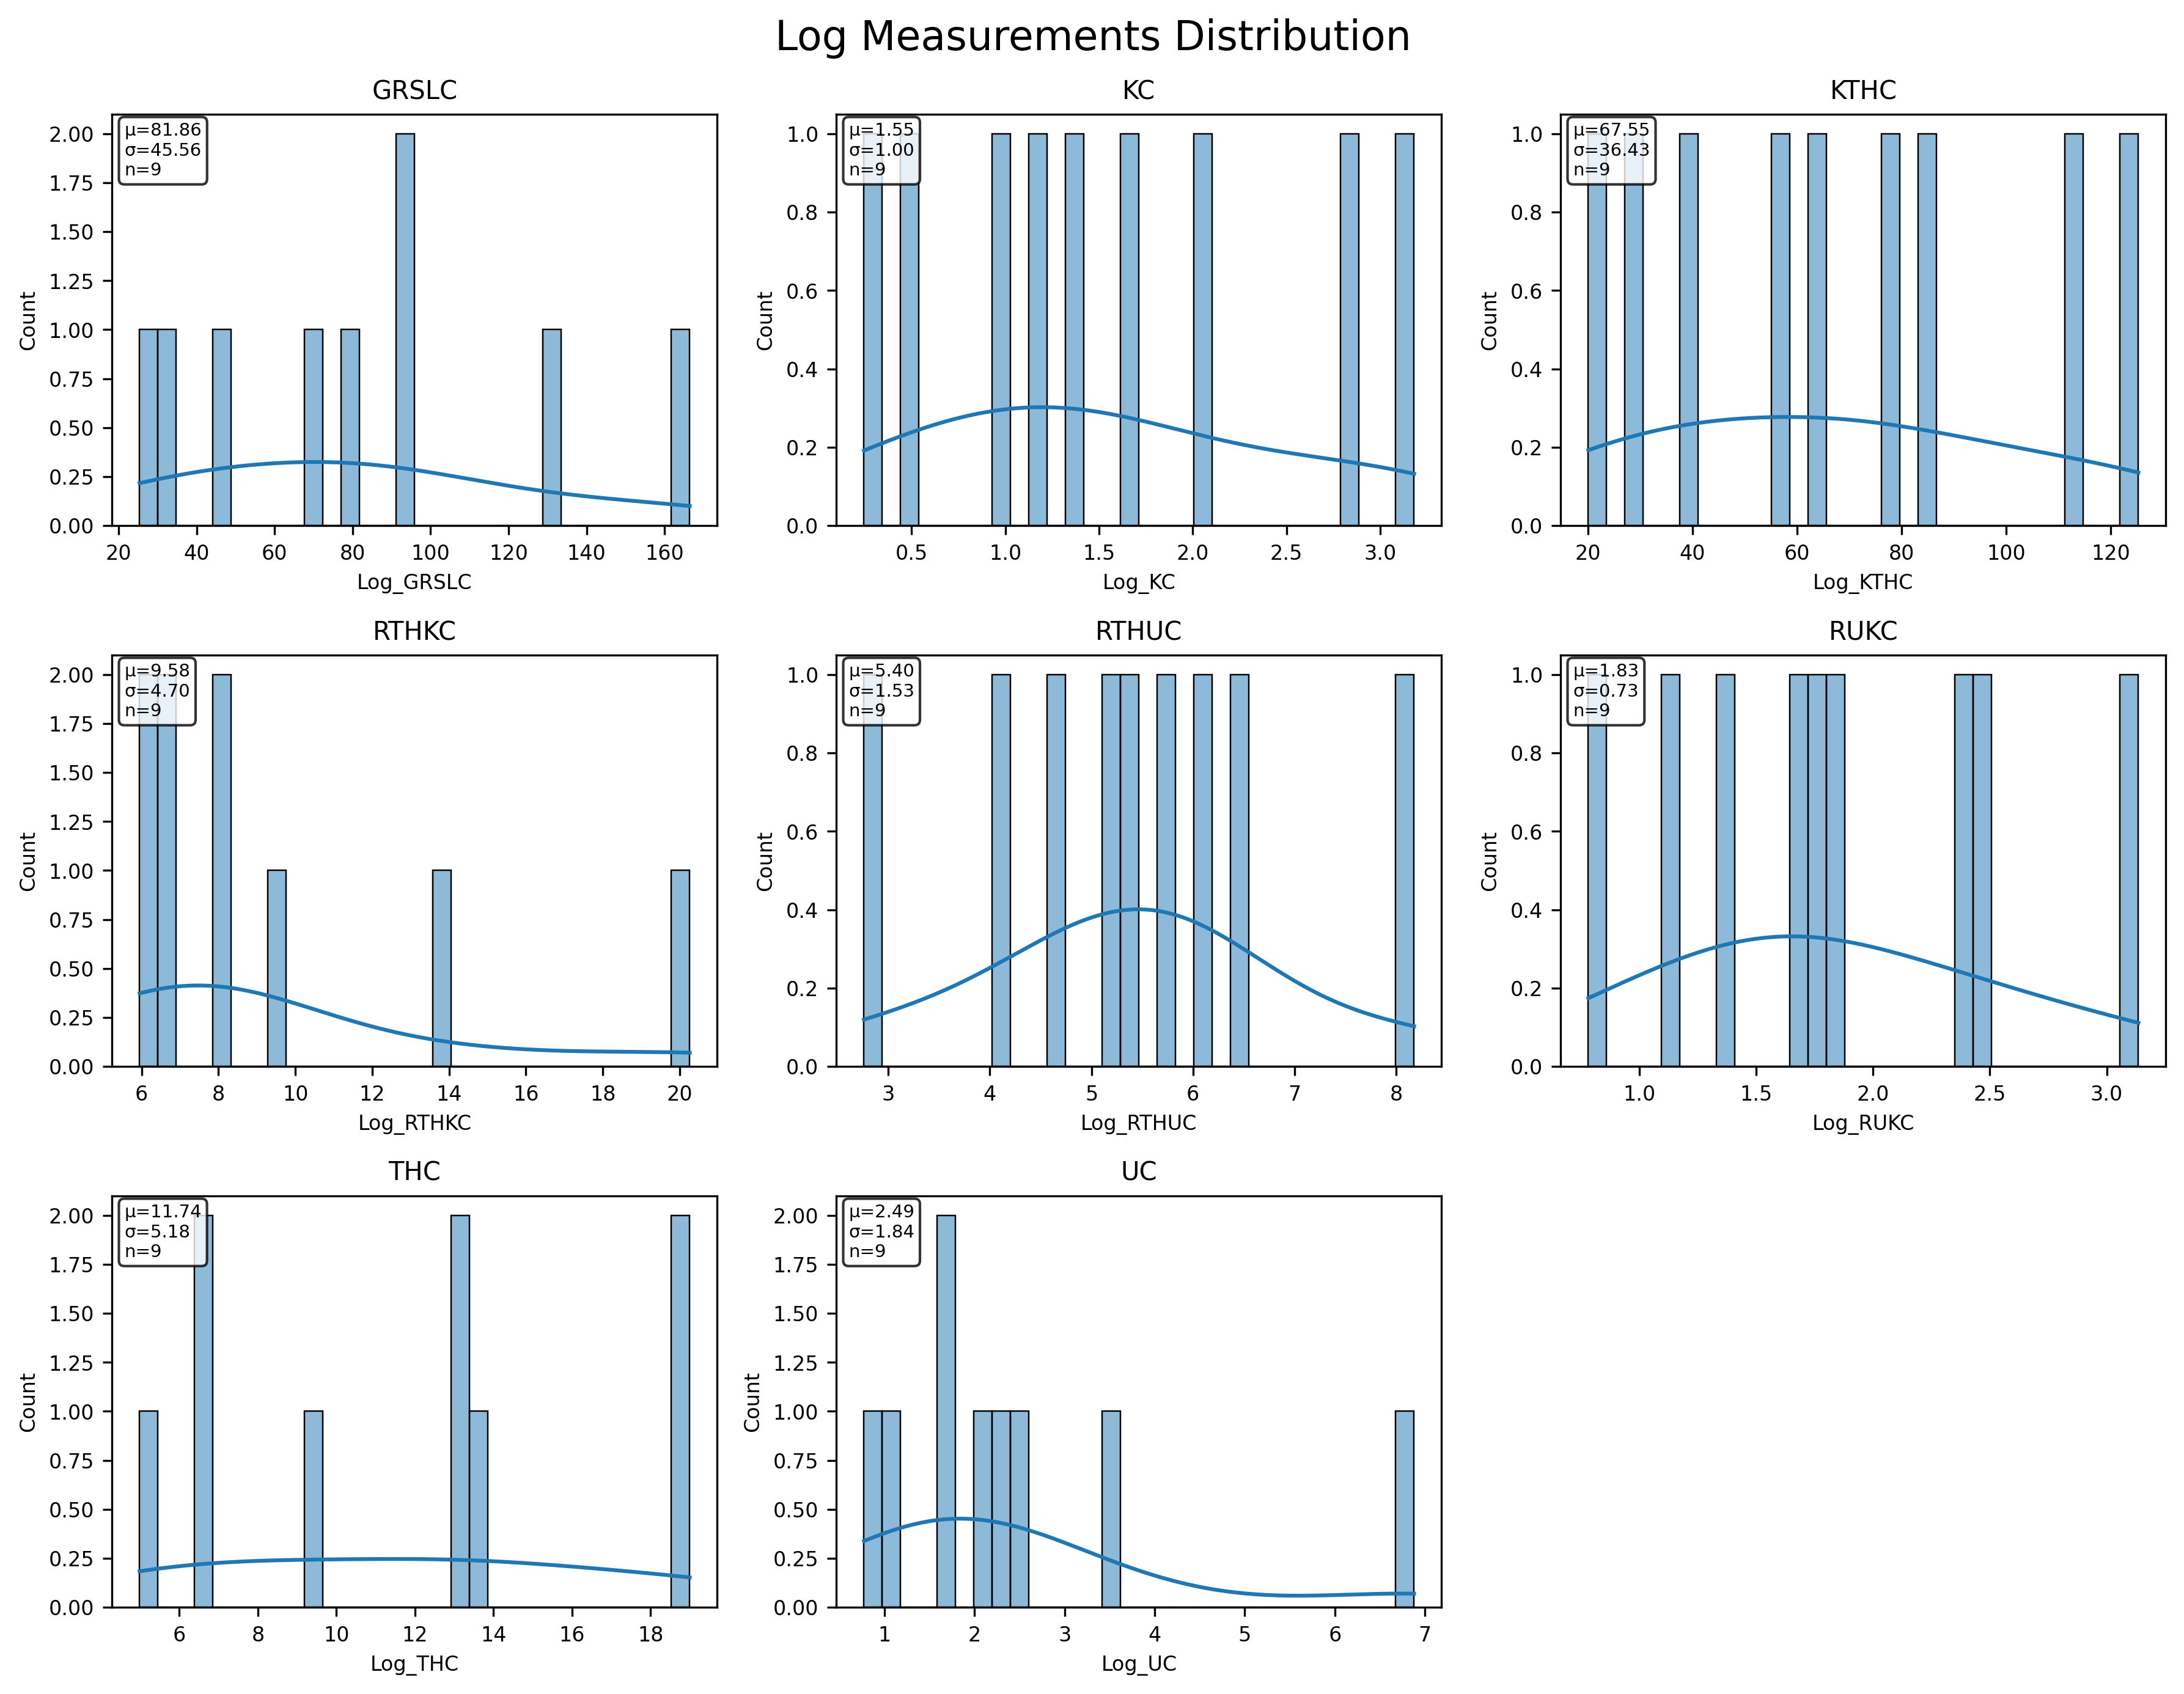 Log Measurements Distribution
GRSLC
μ=81.86
σ=45.56
n=9
2.00
1.75
1.50
1.25
1.00
0.75
0.50
0.25
0.00
Count
20 40 60 80 100 120 140 160
Log_GRSLC
KC
μ=1.55
σ=1.00
n=9
1.0
0.8
0.6
0.4
0.2
0.0
Count
0.5 1.0 1.5 2.0 2.5 3.0
Log_KC
KTHC
μ=67.55
σ=36.43
n=9
1.0
0.8
0.6
0.4
0.2
0.0
Count
20 40 60 80 100 120
Log_KTHC
RTHKC
μ=9.58
σ=4.70
n=9
2.00
1.75
1.50
1.25
1.00
0.75
0.50
0.25
0.00
Count
6 8 10 12 14 16 18 20
Log_RTHKC
RTHUC
μ=5.40
σ=1.53
n=9
1.0
0.8
0.6
0.4
0.2
0.0
Count
3 4 5 6 7 8
Log_RTHUC
RUKC
μ=1.83
σ=0.73
n=9
1.0
0.8
0.6
0.4
0.2
0.0
Count
1.0 1.5 2.0 2.5 3.0
Log_RUKC
THC
μ=11.74
σ=5.18
n=9
2.00
1.75
1.50
1.25
1.00
0.75
0.50
0.25
0.00
Count
6 8 10 12 14 16 18
Log_THC
UC
μ=2.49
σ=1.84
n=9
2.00
1.75
1.50
1.25
1.00
0.75
0.50
0.25
0.00
Count
1 2 3 4 5 6 7
Log_UC